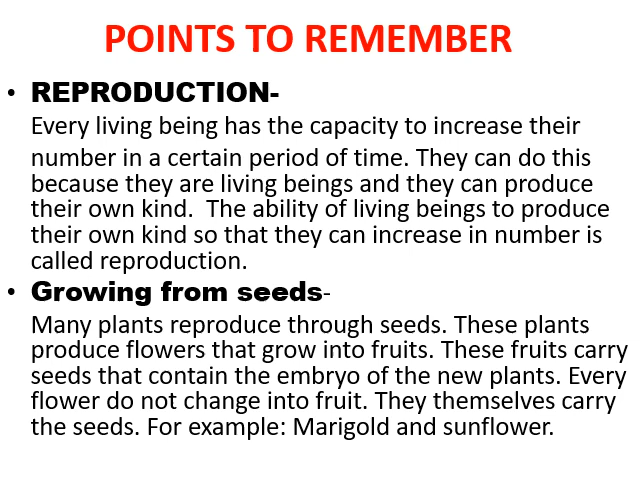 POINTS TO REMEMBER
• REPRODUCTION-
Every living being has the capacity to increase their
number in a certain period of time. They can do this
because they are living beings and they can produce
their own kind.  The ability of living beings to produce
their own kind so that they can increase in number is
called reproduction.
• Growing from seeds-
Many plants reproduce through seeds. These plants
produce flowers that grow into fruits. These fruits carry
seeds that contain the embryo of the new plants. Every
flower do not change into fruit. They themselves carry
the seeds. For example: Marigold and sunflower.